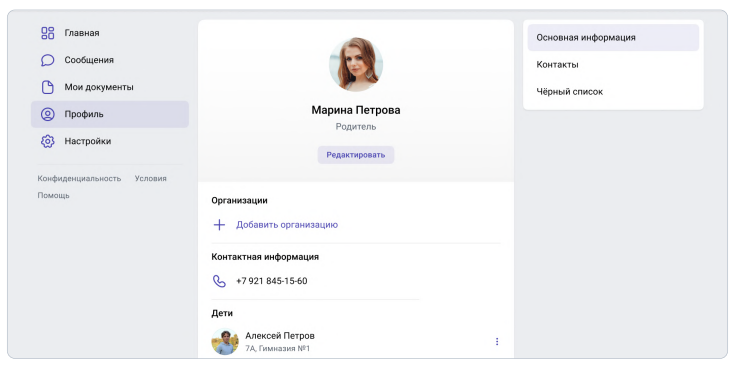 Главная
Сообщения
Мои документы
Профиль
Настройки
Конфиденциальность Условия
Помощь
Марина Петрова
Родитель
Редактировать
Организации
Добавить организацию
Контактная информация
+7 921 845-15-60
Дети
Алексей Петров
7А, Гимназия №1
Основная информация
Контакты
Чёрный список